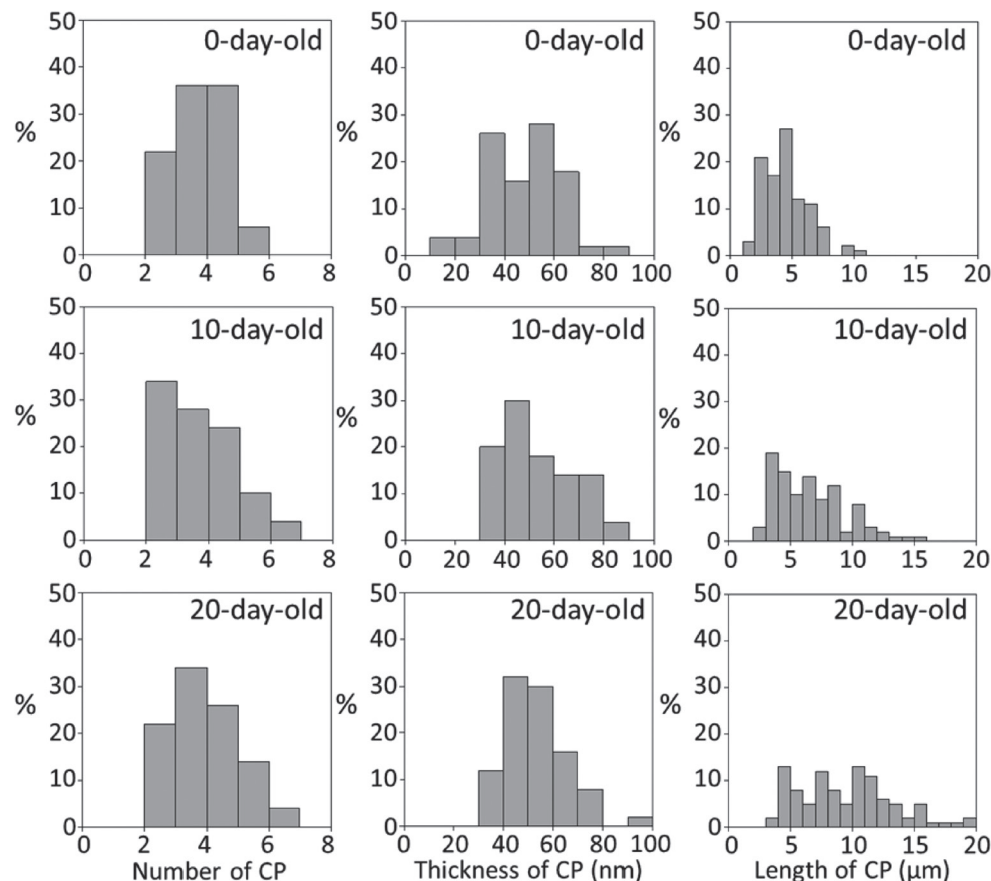 50 0-day-old 50 0-day-old 50 0-day-old
40 40 40
30 30 30
% % %
20 20 20
10 10 10
0 0 0
0 2 4 6 8 0 20 40 60 80 100 0 5 10 15 20
50 10-day-old 50 10-day-old 50 10-day-old
40 40 40
30 30 30
% % %
20 20 20
10 10 10
0 0 0
0 2 4 6 8 0 20 40 60 80 100 0 5 10 15 20
50 20-day-old 50 20-day-old 50 20-day-old
40 40 40
30 30 30
% % %
20 20 20
10 10 10
0 0 0
0 2 4 6 8 0 20 40 60 80 100 0 5 10 15 20
Number of CP Thickness of CP (nm) Length of CP (μm)